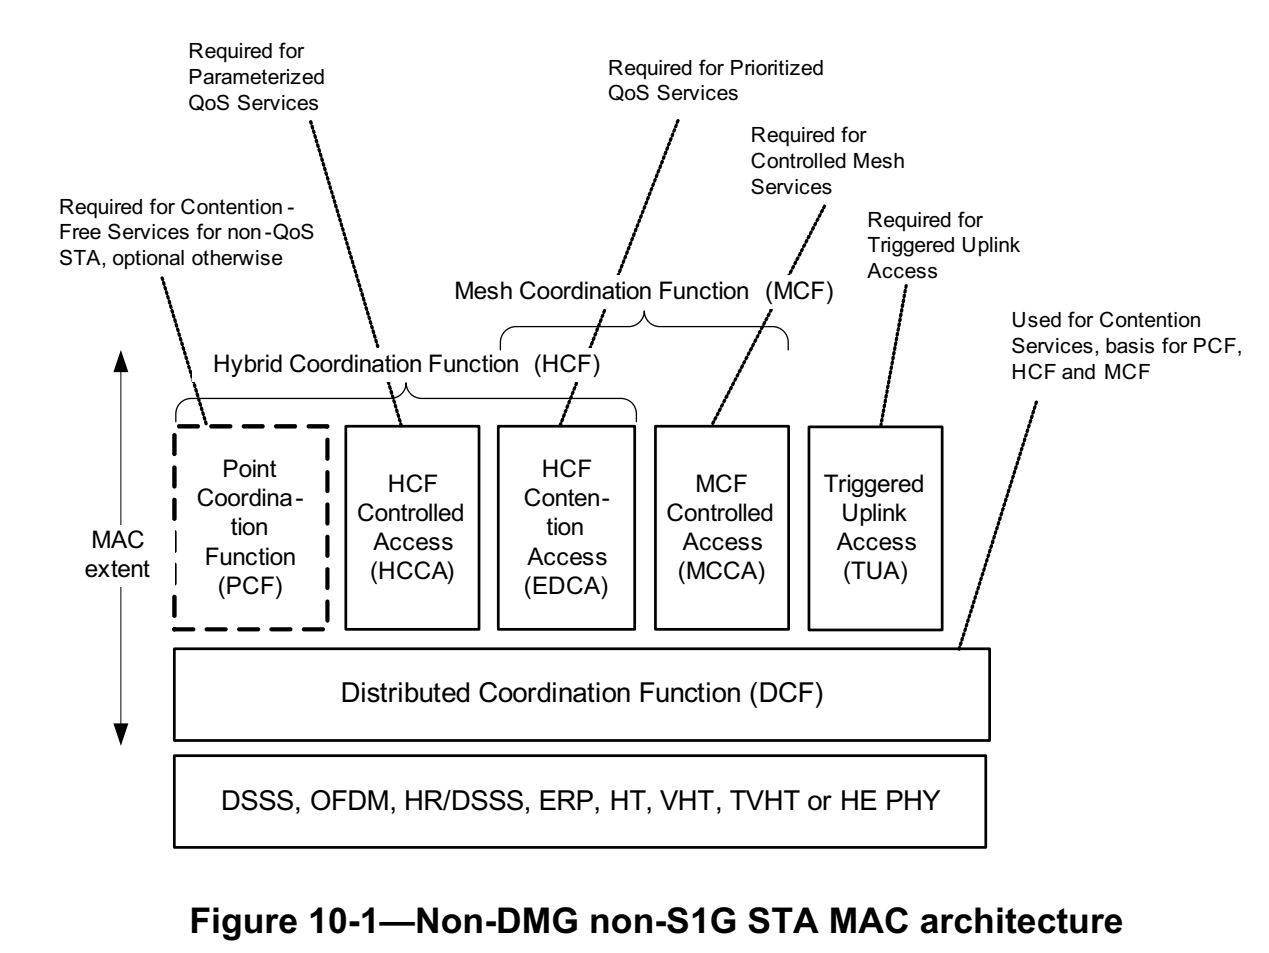 Required for
Parameterized
QoS Services
Required for Prioritized
QoS Services
Required for
Controlled Mesh
Services
Required for Contention-
Free Services for non-QoS
STA, optional otherwise
Required for
Triggered Uplink
Access
Mesh Coordination Function (MCF)
Used for Contention
Services, basis for PCF,
HCF and MCF
Hybrid Coordination Function (HCF)
MAC
extent
Point
Coordina-
tion
Function
(PCF)
HCF
Controlled
Access
(HCCA)
HCF
Conten-
tion
Access
(EDCA)
MCF
Controlled
Access
(MCCA)
Triggered
Uplink
Access
(TUA)
Distributed Coordination Function (DCF)
DSSS, OFDM, HR/DSSS, ERP, HT, VHT, TVHT or HE PHY
Figure 10-1—Non-DMG non-S1G STA MAC architecture